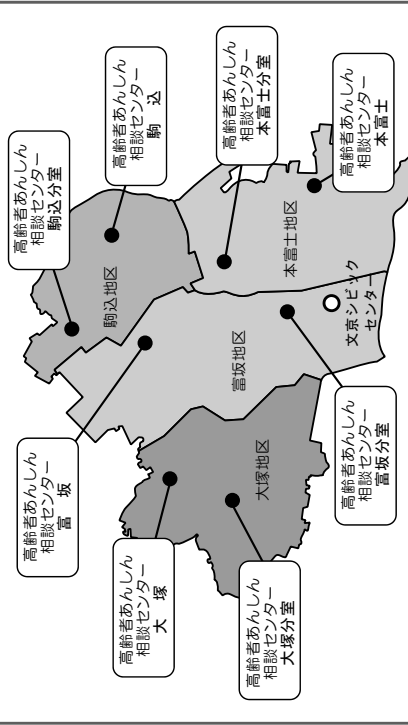 高齢者あんしん
相談センター
富　坂
高齢者あんしん
相談センター
駒込分室
高齢者あんしん
相談センター
駒　込
高齢者あんしん
相談センター
大　塚
高齢者あんしん
相談センター
本富士分室
駒込地区
富坂地区
本富士地区
大塚地区
高齢者あんしん
相談センター
大塚分室
高齢者あんしん
相談センター
富坂分室
文京シビック
センター
高齢者あんしん
相談センター
本富士